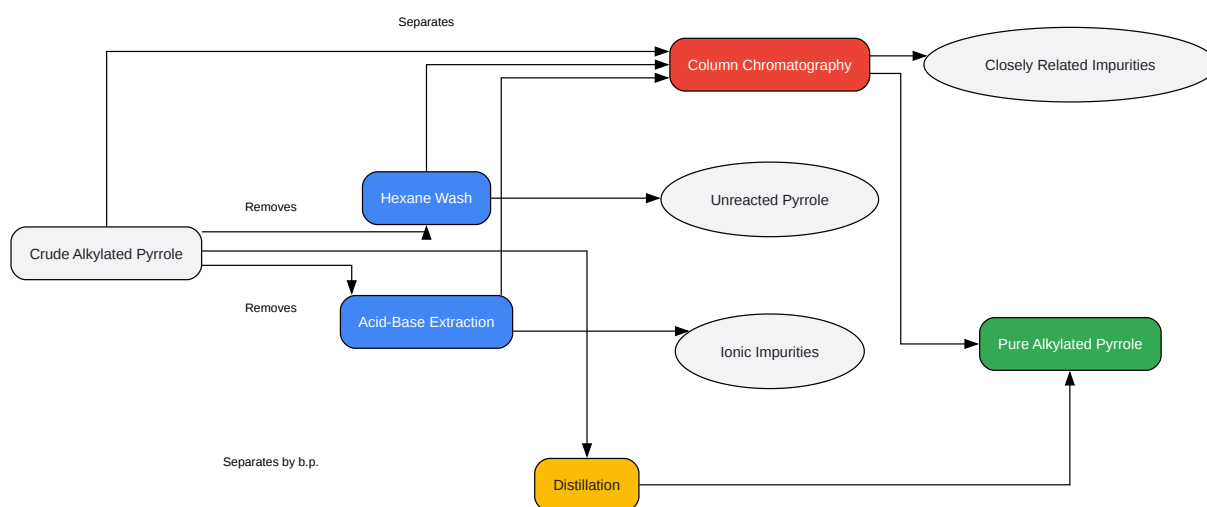 Separates
Column Chromatography
Closely Related Impurities
Hexane Wash
Unreacted Pyrrole
Removes
Crude Alkylated Pyrrole
Removes
Acid-Base Extraction
Ionic Impurities
Pure Alkylated Pyrrole
Separates by b.p.
Distillation